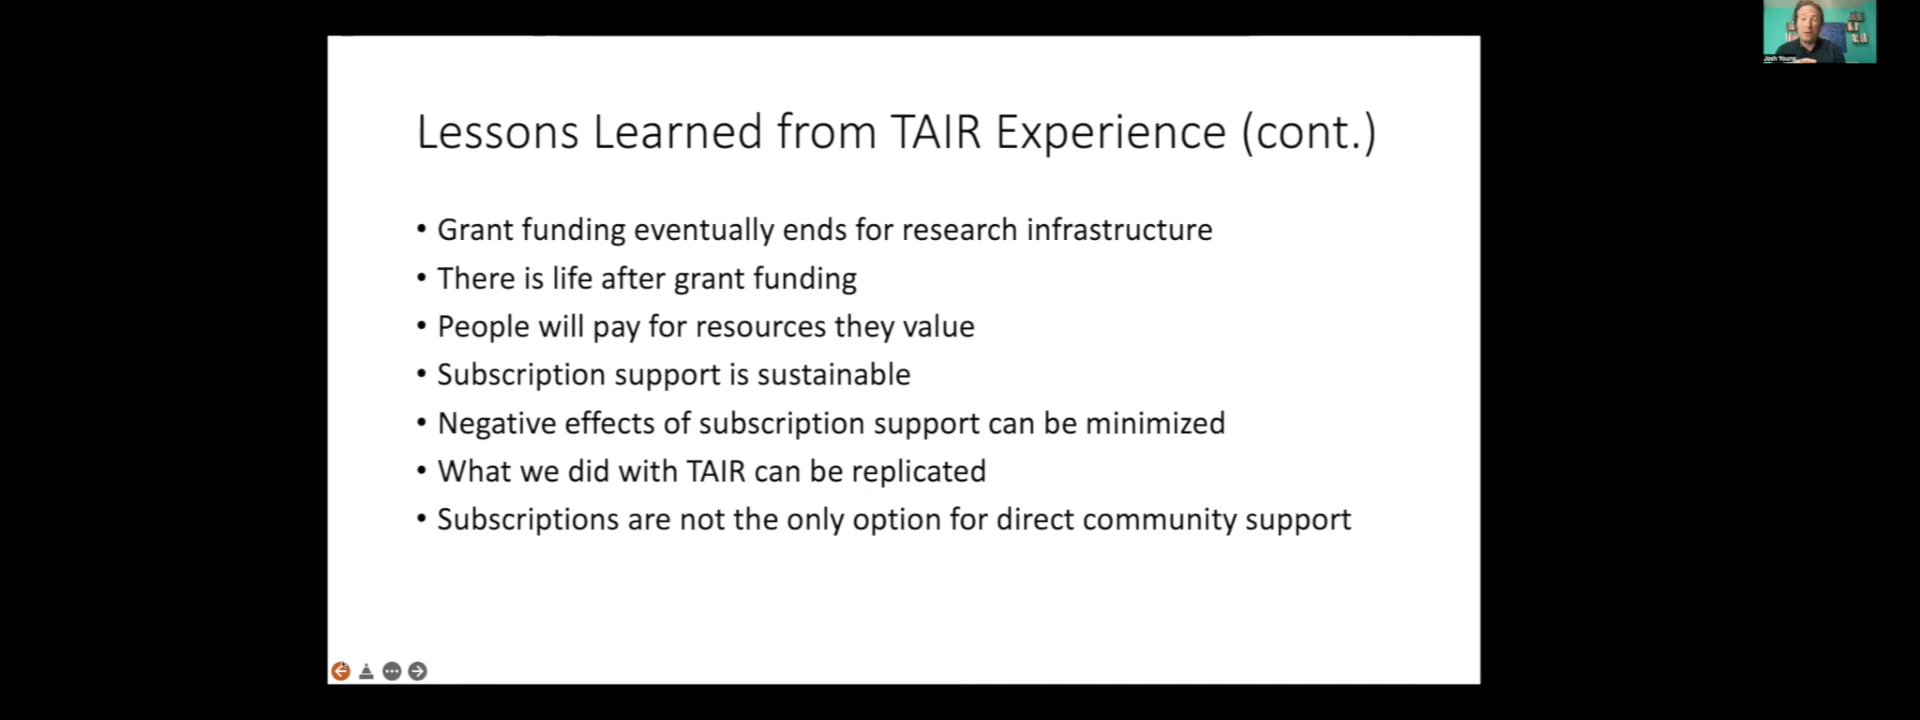 Josh Young
Lessons Learned from TAIR Experience (cont.)
• Grant funding eventually ends for research infrastructure
• There is life after grant funding
• People will pay for resources they value
• Subscription support is sustainable
• Negative effects of subscription support can be minimized
• What we did with TAIR can be replicated
• Subscriptions are not the only option for direct community support